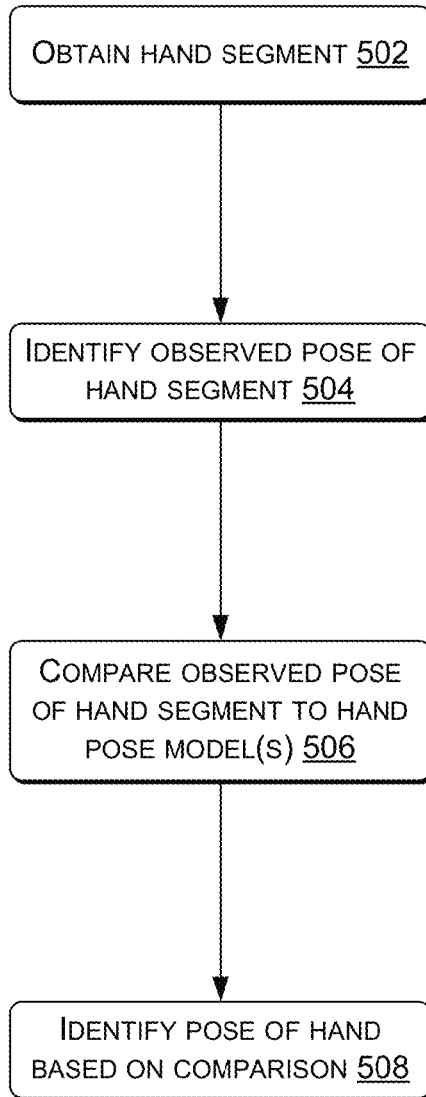 OBTAIN HAND SEGMENT 502
IDENTIFY OBSERVED POSE OF
HAND SEGMENT 504
COMPARE OBSERVED POSE
OF HAND SEGMENT TO HAND
POSE MODEL(S) 506
IDENTIFY POSE OF HAND
BASED ON COMPARISON 508